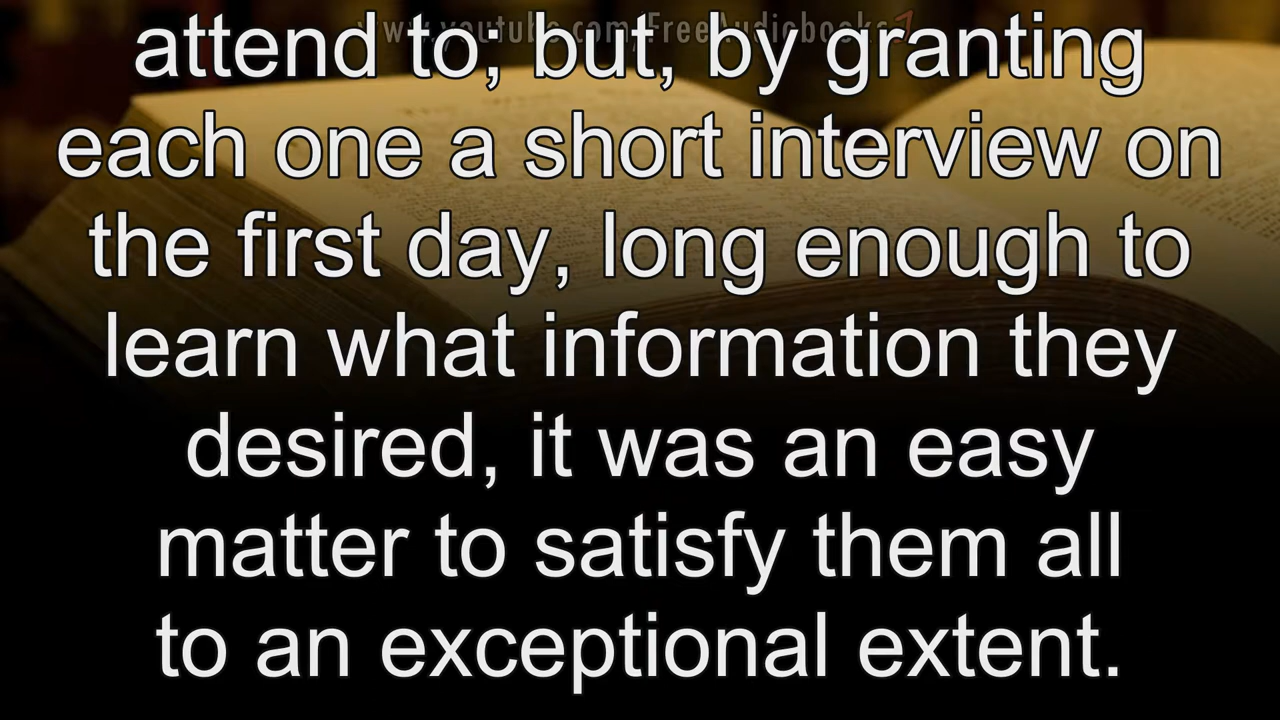 www.youtube.com/FreeAudiobooks
attend to; but, by granting
each one a short interview on
the first day, long enough to
learn what information they
desired, it was an easy
matter to satisfy them all
to an exceptional extent.